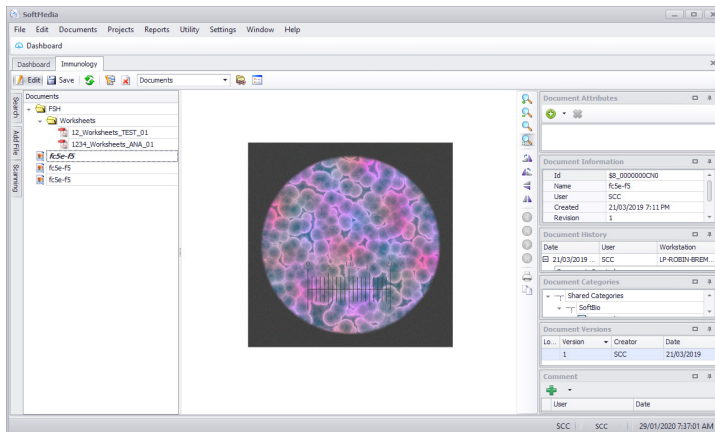 SoftMedia
File Edit Documents Projects Reports Utility Settings Window Help
Dashboard
Dashboard Immunology
Edit Save Documents
Search
Add File
Scanning
Documents
FSH
Worksheets
12_Worksheets_TEST_01
1234_Worksheets_ANA_01
fc5e-f5
fc5e-f5
fc5e-f5
Document Attributes
Document Information
Id $8_0000000CN0
Name fc5e-f5
User SCC
Created 21/03/2019 7:11 PM
Revision 1
Document History
Date User Workstation
21/03/2019 ... SCC LP-ROBIN-BREM...
Document Categories
Shared Categories
SoftBio
Document Versions
Lo... Version Creator Date
1 SCC 21/03/2019
Comment
User Date
SCC SCC 29/01/2020 7:37:01 AM